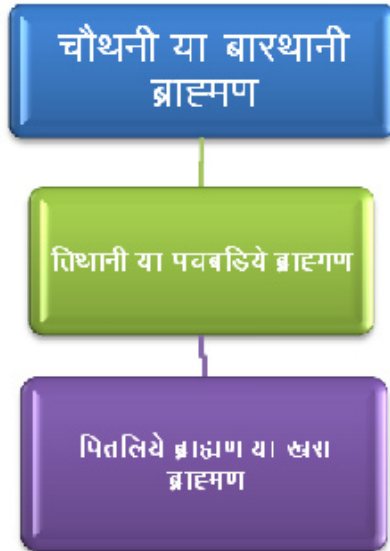 चौथनी या बारथानी
ब्राह्मण
तिथानी या पचबडिये ब्राह्मण
पितलिये ब्राह्मण या खस
ब्राह्मण